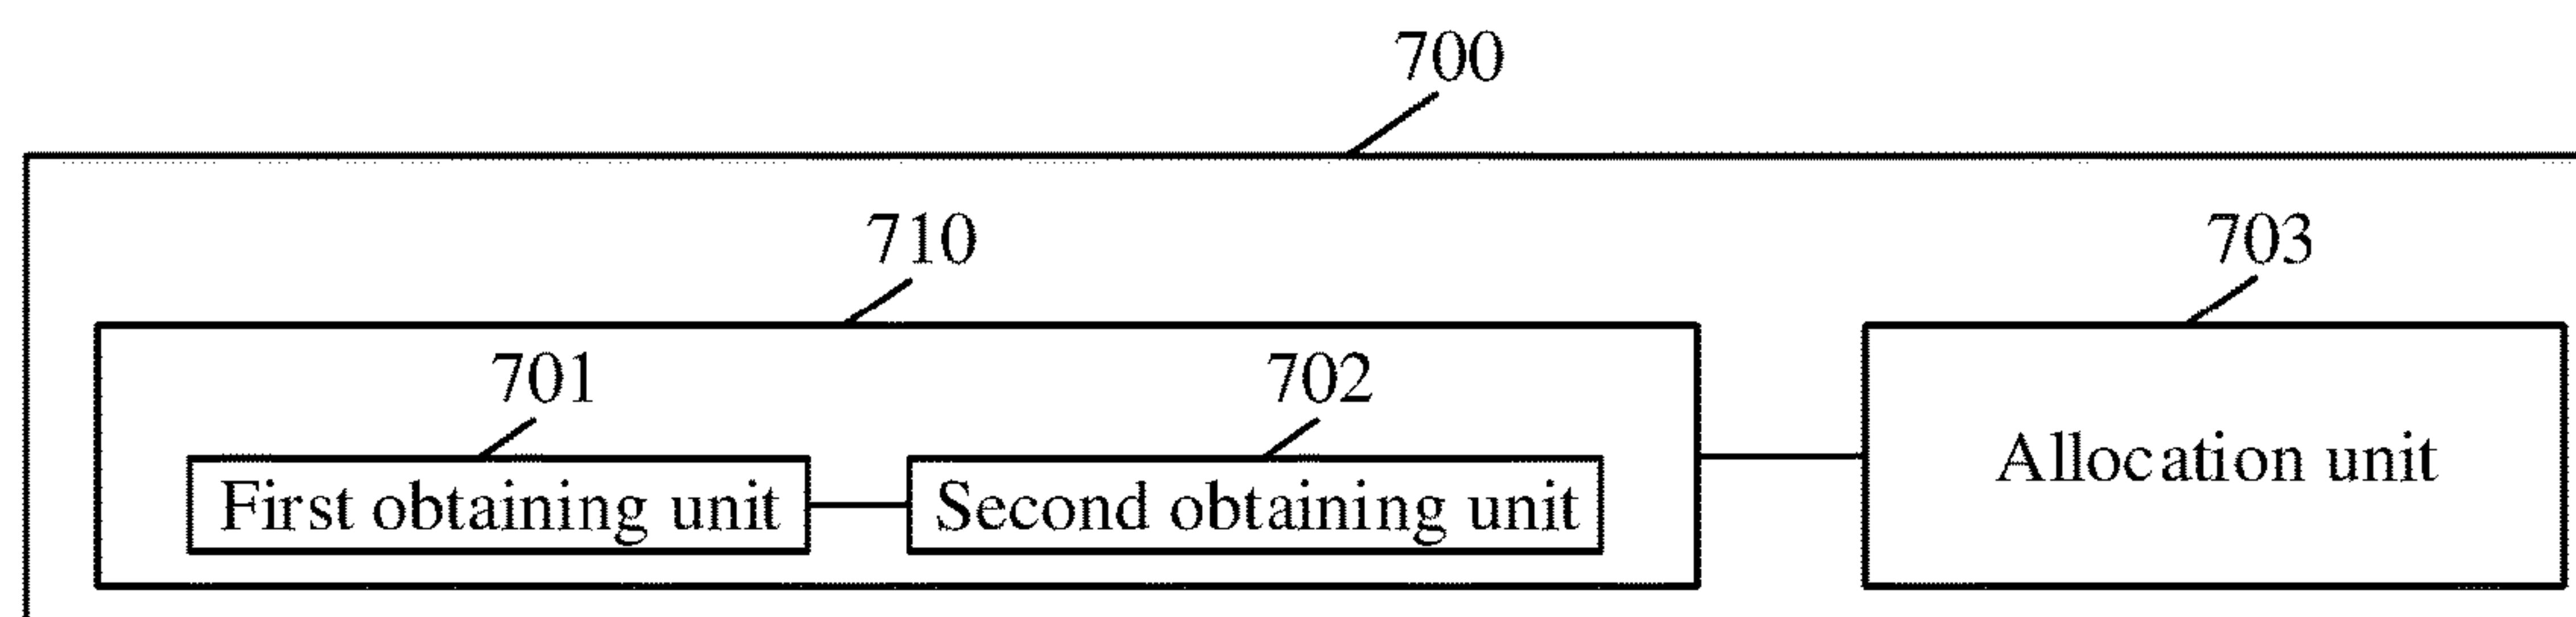 700
710
703
701
702
First obtaining unit
Second obtaining unit
Allocation unit